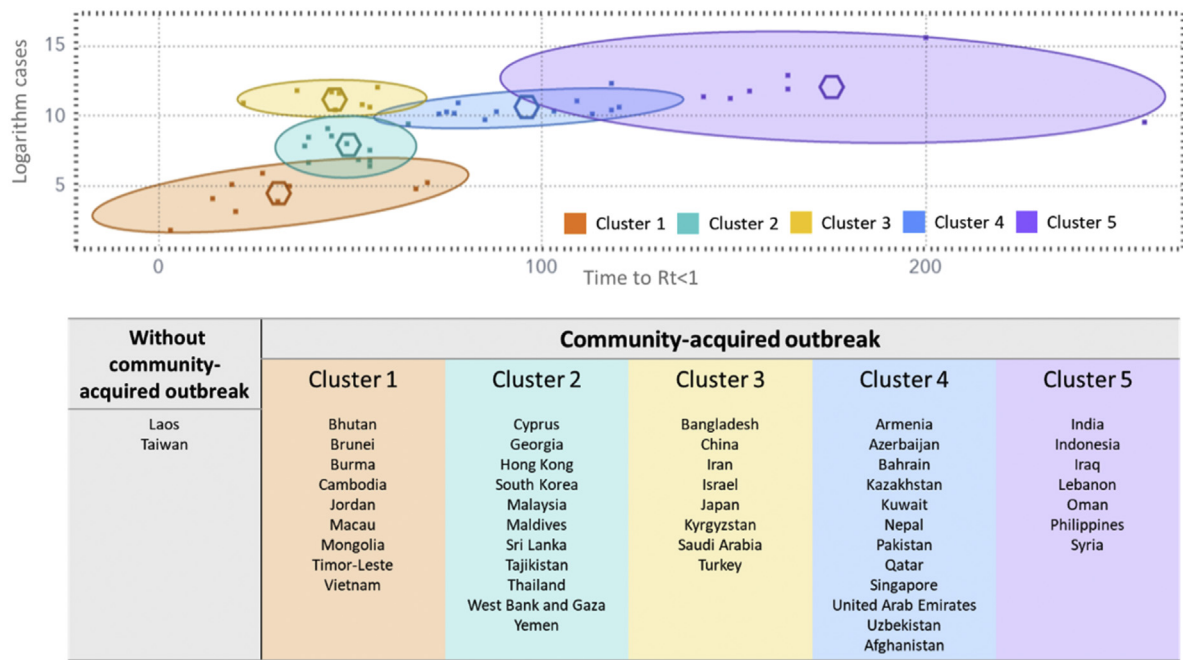 Logarithm cases
15
10
5
Cluster 1 Cluster 2 Cluster 3 Cluster 4 Cluster 5
0 100 200
Time to Rt<1
Without
community-
acquired outbreak
Community-acquired outbreak
Cluster 1 Cluster 2 Cluster 3 Cluster 4 Cluster 5
Laos Bhutan Cyprus Bangladesh Armenia India
Taiwan Brunei Georgia China Azerbaijan Indonesia
Burma Hong Kong Iran Bahrain Iraq
Cambodia South Korea Israel Kazakhstan Lebanon
Jordan Malaysia Japan Kuwait Oman
Macau Maldives Kyrgyzstan Nepal Philippines
Mongolia Sri Lanka Saudi Arabia Pakistan Syria
Timor-Leste Tajikistan Turkey Qatar
Vietnam Thailand Singapore
West Bank and Gaza United Arab Emirates
Yemen Uzbekistan
Afghanistan